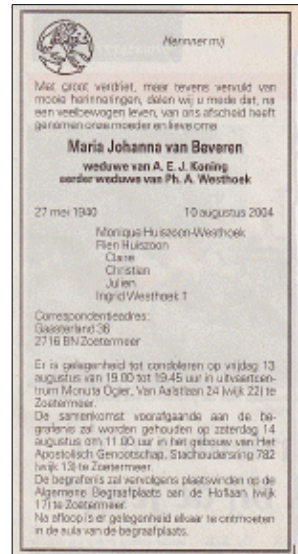 Herinner mij
Met groot verdriet, maar tevens vervuld van
mooie herinneringen, delen wij u mede dat, na
een veelbewogen leven, van ons afscheid heeft
genomen onze moeder en lieve oma
Maria Johanna van Beveren
weduwe van A. E. J. Koning
eerder weduwe van Ph. A. Westhoek
27 mei 1940 10 augustus 2004
Monique Huiszoon-Westhoek
Rien Huiszoon
Claire
Christian
Julien
Ingrid Westhoek †
Correspondentieadres:
Gaasterland 36
2716 BN Zoetermeer
Er is gelegenheid tot condoleren op vrijdag 13
augustus van 19.00 tot 19.45 uur in uitvaartcen-
trum Monuta Ogier, Van Aalstlaan 24 (wijk 22) te
Zoetermeer.
De samenkomst voorafgaande aan de be-
grafenis zal worden gehouden op zaterdag 14
augustus om 11.00 uur in het gebouw van Het
Apostolisch Genootschap, Stadhoudersring 782
(wijk 13) te Zoetermeer.
De begrafenis zal vervolgens plaatsvinden op de
Algemene Begraafplaats aan de Hoflaan (wijk
17) te Zoetermeer.
Na afloop is er gelegenheid elkaar te ontmoeten
in de aula van de begraafplaats.